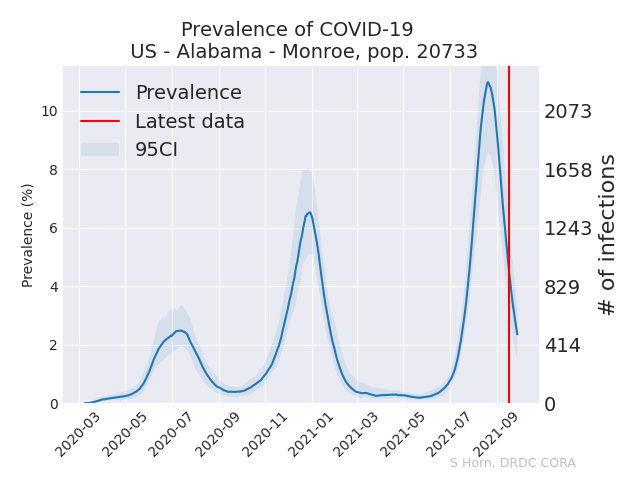 Prevalence of COVID-19
US - Alabama - Monroe, pop. 20733
Prevalence
Latest data
95CI
Prevalence (%)
10
8
6
4
2
0
2073
1658
1243
829
414
0
# of infections
2020-03
2020-05
2020-07
2020-09
2020-11
2021-01
2021-03
2021-05
2021-07
2021-09
S Horn, DRDC CORA